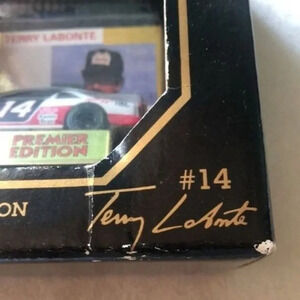 TERRY LABONTE
14
PREMIER
EDITION
#14
ON
Terry Labonte